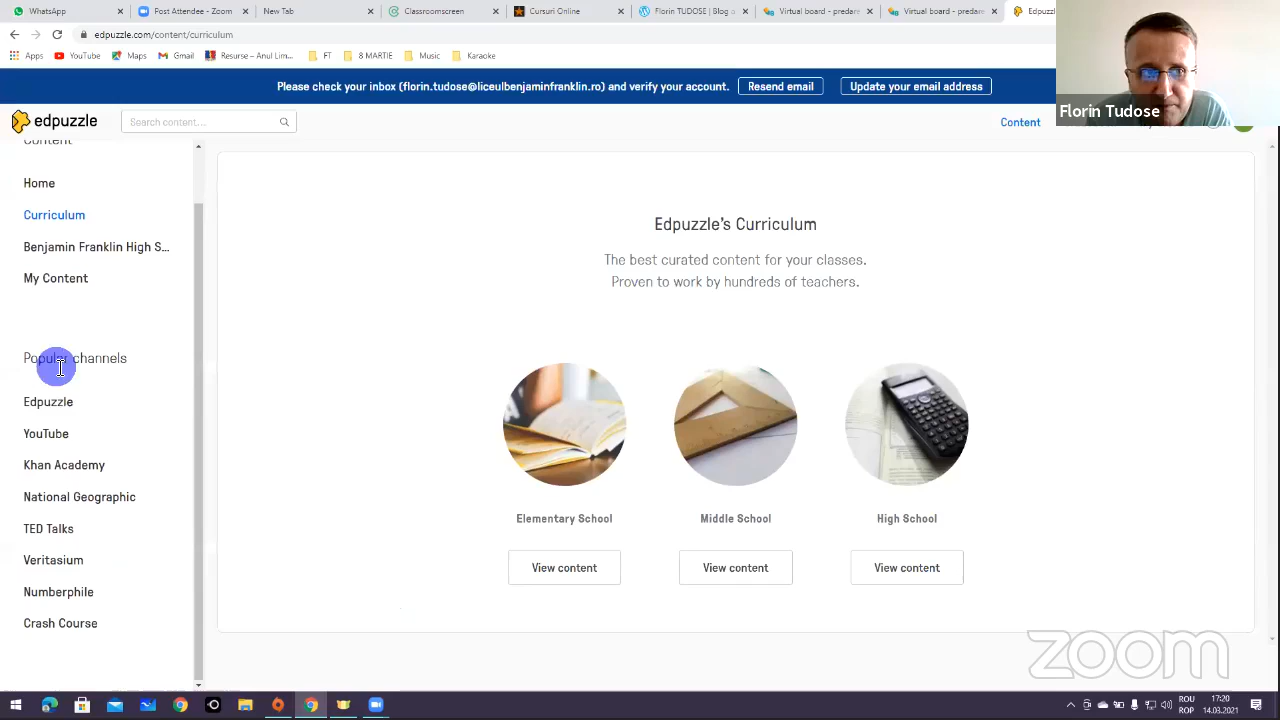 WhatsApp
Post Attendee - Zoom
New Tab
Classroomscreen
Cursuri Online
Florin TUDOSE | Blog o
Virtual board - predare
Virtual board - predare
Edpuzzle
edpuzzle.com/content/curriculum
Apps
YouTube
Maps
Gmail
Resurse – Anul Lim...
FT
8 MARTIE
Music
Karaoke
Please check your inbox (florin.tudose@liceulbenjaminfranklin.ro) and verify your account.
Resend email
Update your email address
Florin Tudose
edpuzzle
Search content....
Content
Content
Home
Curriculum
Benjamin Franklin High S...
My Content
Popular channels
Edpuzzle
YouTube
Khan Academy
National Geographic
TED Talks
Veritasium
Numberphile
Crash Course
Edpuzzle's Curriculum
The best curated content for your classes.
Proven to work by hundreds of teachers.
Elementary School
Middle School
High School
View content
View content
View content
zoom
ROU
ROP
17:20
14.03.2021